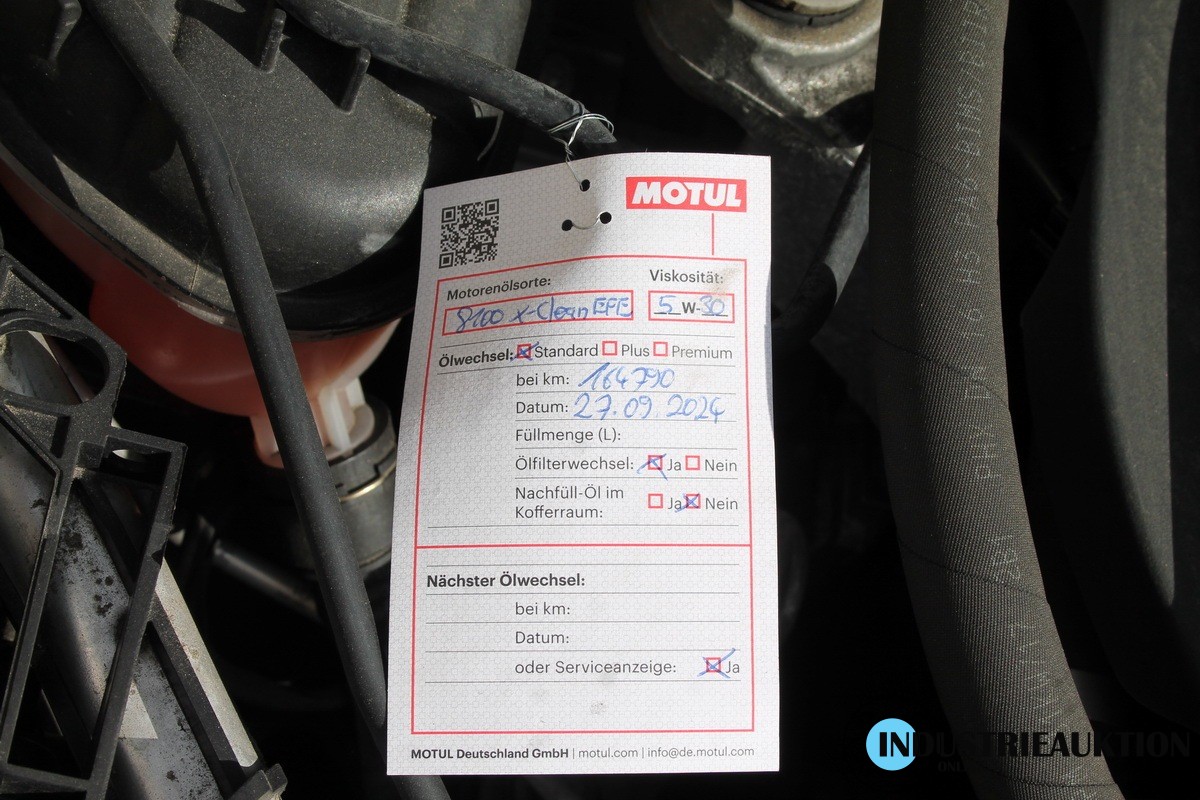 MOTUL
Motorenölsorte:
Viskosität:
8100 X-Clean EFE
5 W-30
Ölwechsel: Standard Plus Premium
bei km: 164790
Datum: 27.09.2024
Füllmenge (L):
Ölfilterwechsel: Ja Nein
Nachfüll-Öl im
Kofferraum: Ja Nein
Nächster Ölwechsel:
bei km:
Datum:
oder Serviceanzeige: Ja
MOTUL Deutschland GmbH | motul.com | info@de.motul.com
INDUSTRIEAUKTION